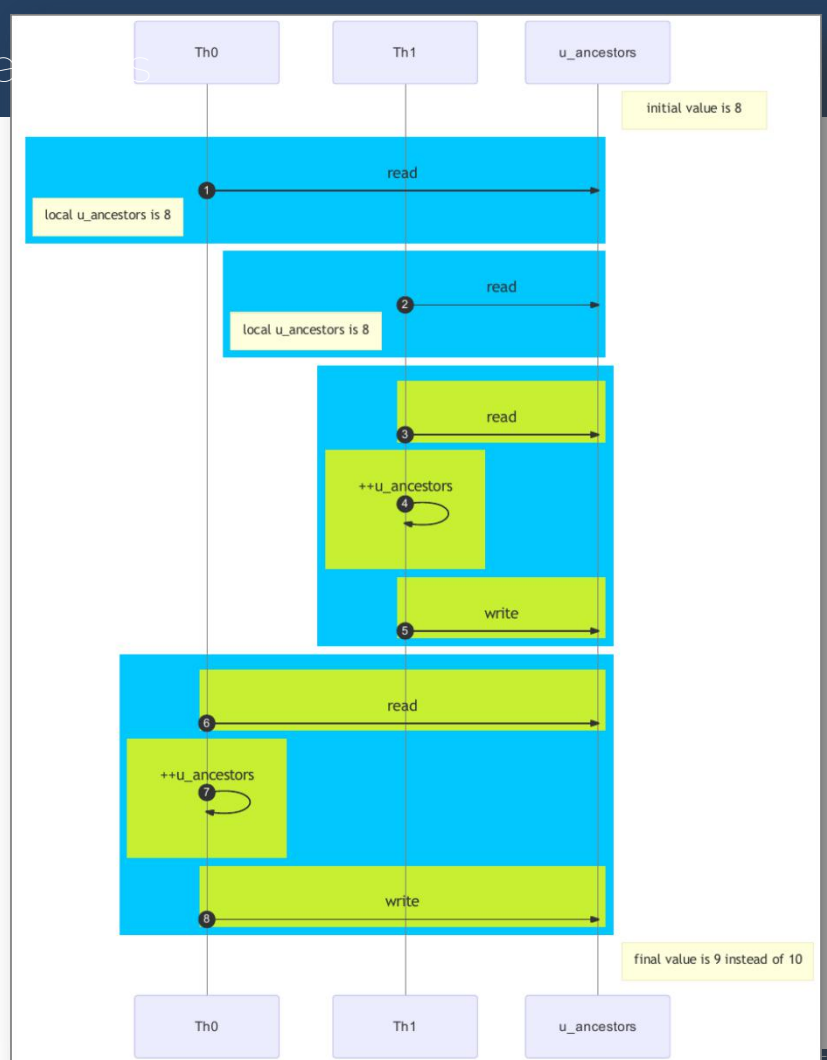 Th0
Th1
u_ancestors
initial value is 8
read
1
local u_ancestors is 8
read
2
local u_ancestors is 8
read
3
++u_ancestors
4
write
5
read
6
++u_ancestors
7
write
8
final value is 9 instead of 10
Th0
Th1
u_ancestors